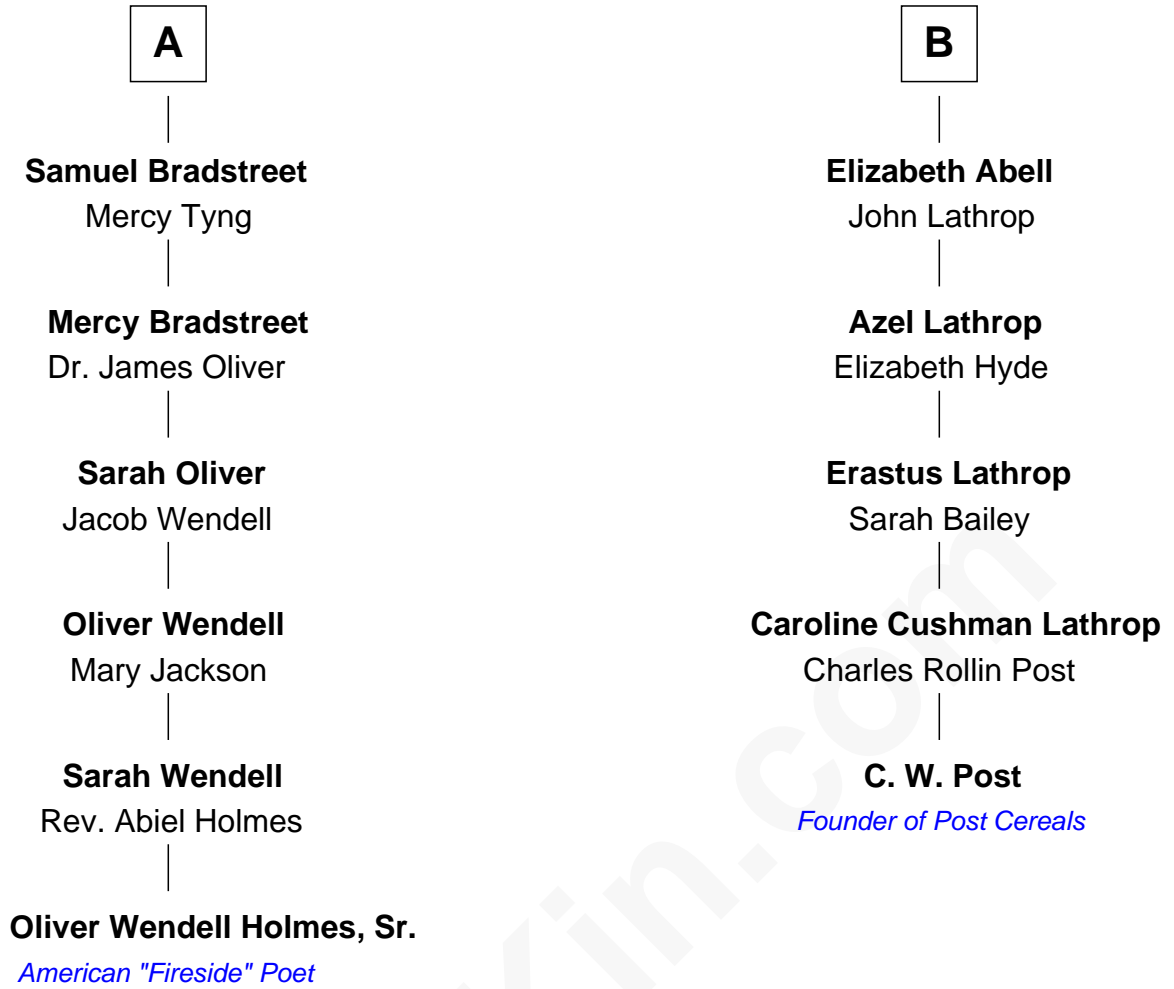 A
Samuel Bradstreet
Mercy Tyng
Mercy Bradstreet
Dr. James Oliver
Sarah Oliver
Jacob Wendell
Oliver Wendell
Mary Jackson
Sarah Wendell
Rev. Abiel Holmes
Oliver Wendell Holmes, Sr.
American "Fireside" Poet
B
Elizabeth Abell
John Lathrop
Azel Lathrop
Elizabeth Hyde
Erastus Lathrop
Sarah Bailey
Caroline Cushman Lathrop
Charles Rollin Post
C. W. Post
Founder of Post Cereals
Kin.com